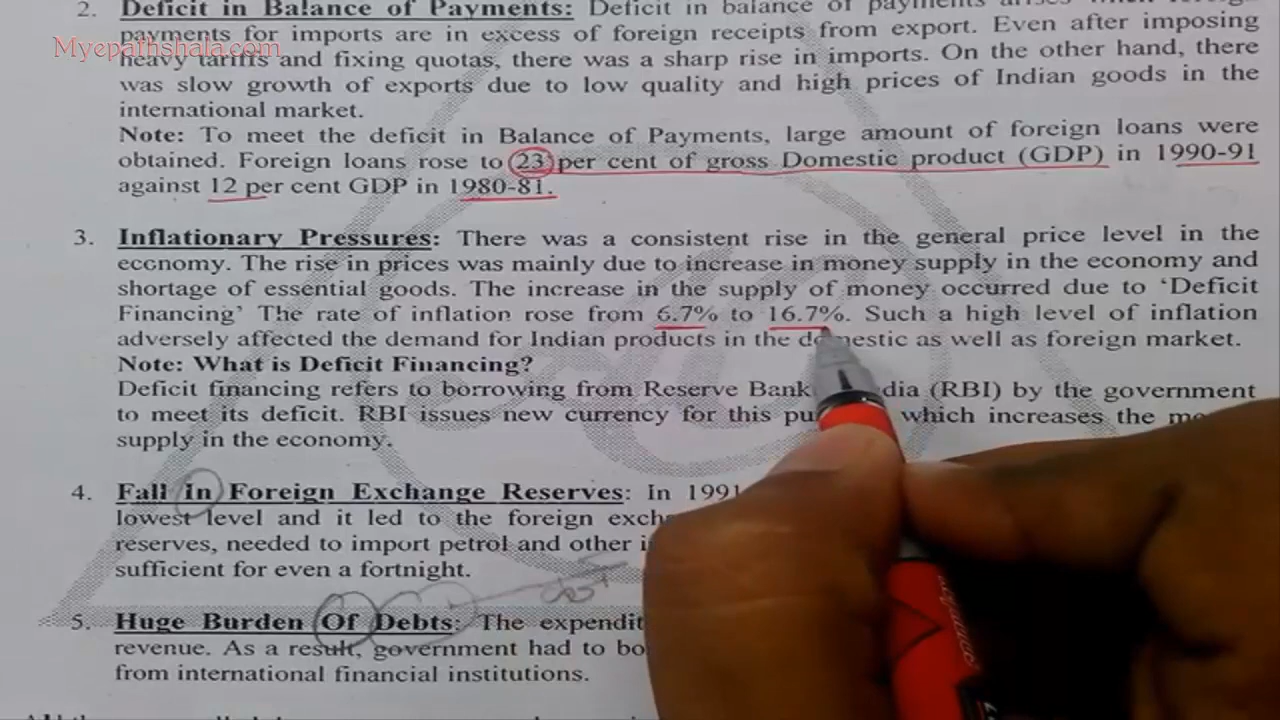 2. Deficit in Balance of Payments: Deficit in balance of payments
Myepathshala.com
payments for imports are in excess of foreign receipts from export. Even after imposing
heavy tariffs and fixing quotas, there was a sharp rise in imports. On the other hand, there
was slow growth of exports due to low quality and high prices of Indian goods in the
international market.
Note: To meet the deficit in Balance of Payments, large amount of foreign loans were
obtained. Foreign loans rose to 23 per cent of gross Domestic product (GDP) in 1990-91
against 12 per cent GDP in 1980-81.
3. Inflationary Pressures: There was a consistent rise in the general price level in the
economy. The rise in prices was mainly due to increase in money supply in the economy and
shortage of essential goods. The increase in the supply of money occurred due to ‘Deficit
Financing’ The rate of inflation rose from 6.7% to 16.7%. Such a high level of inflation
adversely affected the demand for Indian products in the domestic as well as foreign market.
Note: What is Deficit Financing?
Deficit financing refers to borrowing from Reserve Bank dia (RBI) by the government
to meet its deficit. RBI issues new currency for this pu which increases the
supply in the economy.
4. Fall in Foreign Exchange Reserves: In 1991
lowest level and it led to the foreign exch
reserves, needed to import petrol and other
sufficient for even a fortnight.
5. Huge Burden Of Debts: The expendit
revenue. As a result, government had to bo
from international financial institutions.